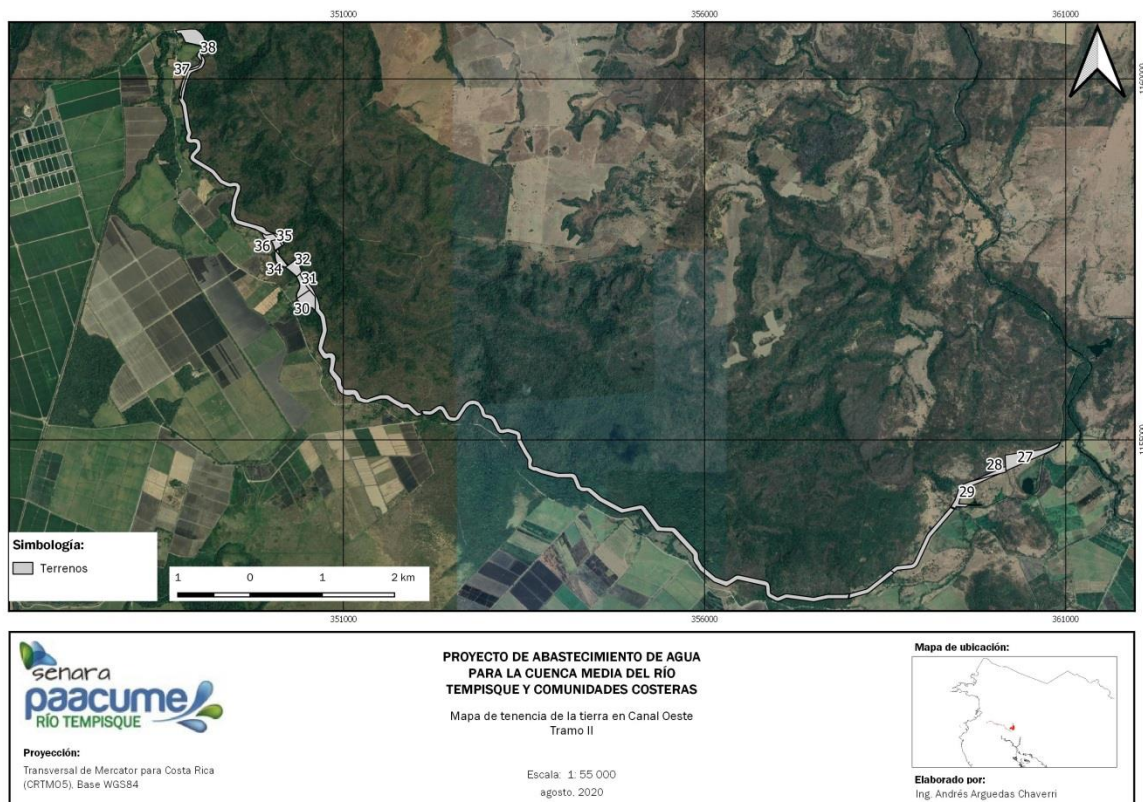 351000
356000
361000
38
37
1160000
35
36
32
34
31
30
1155000
27
28
29
Simbología:
Terrenos
1 0 1 2 km
351000
356000
361000
senara
paacume
RÍO TEMPISQUE
Proyección:
Transversal de Mercator para Costa Rica
(CRTM05), Base WGS84
PROYECTO DE ABASTECIMIENTO DE AGUA
PARA LA CUENCA MEDIA DEL RÍO
TEMPISQUE Y COMUNIDADES COSTERAS
Mapa de tenencia de la tierra en Canal Oeste
Tramo II
Escala: 1: 55 000
agosto, 2020
Mapa de ubicación:
Elaborado por:
Ing. Andrés Arguedas Chaverri